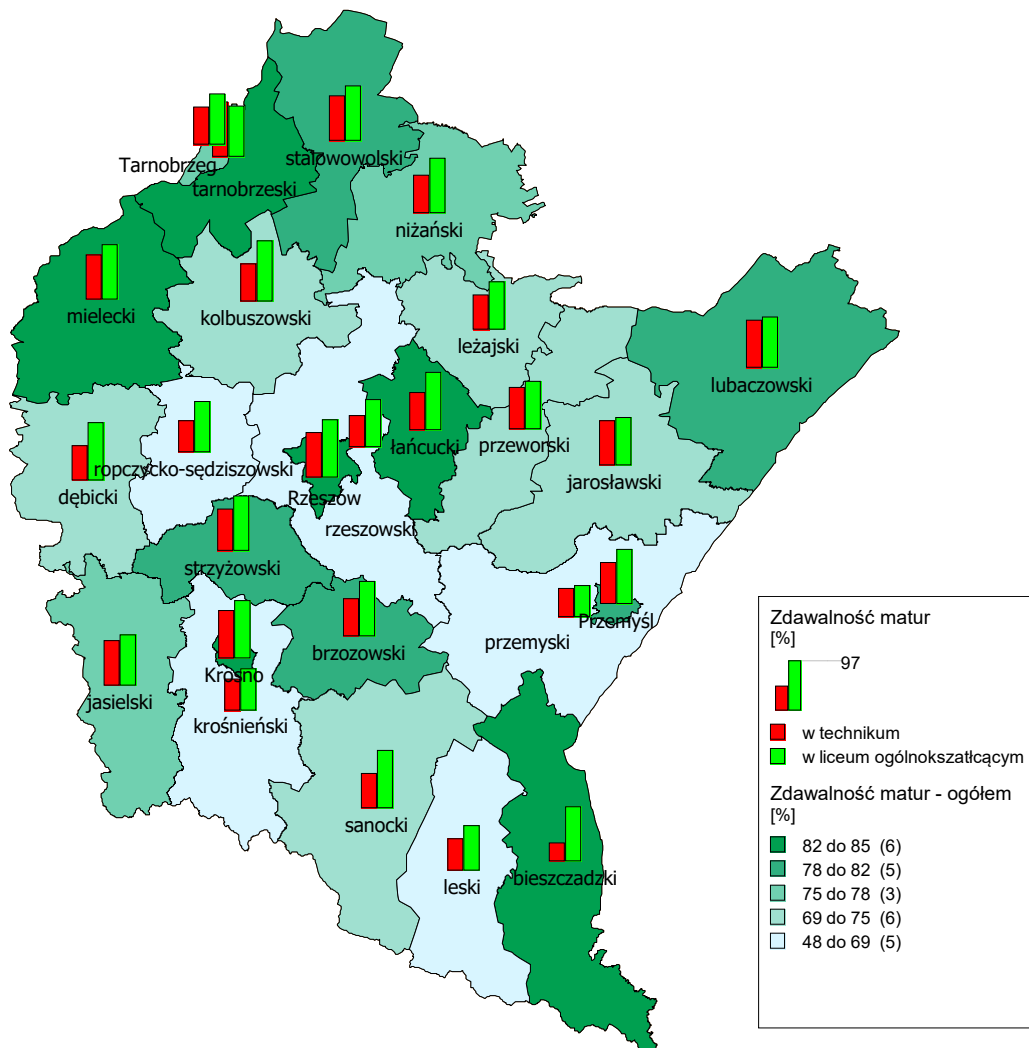 Tarnobrzeg
tarnobrzeski
stalowowolski
niżański
mielecki
kolbuszowski
leżajski
lubaczowski
ropczycko-sędziszowski
dębicki
łańcucki
przeworski
jarosławski
Rzeszów
rzeszowski
strzyżowski
brzozowski
przemyski
Przemyśl
jasielski
Krosno
krośnieński
sanocki
leski
bieszczadzki
Zdawalność matur
[%]
97
w technikum
w liceum ogólnokszatłcącym
Zdawalność matur - ogółem
[%]
82 do 85 (6)
78 do 82 (5)
75 do 78 (3)
69 do 75 (6)
48 do 69 (5)